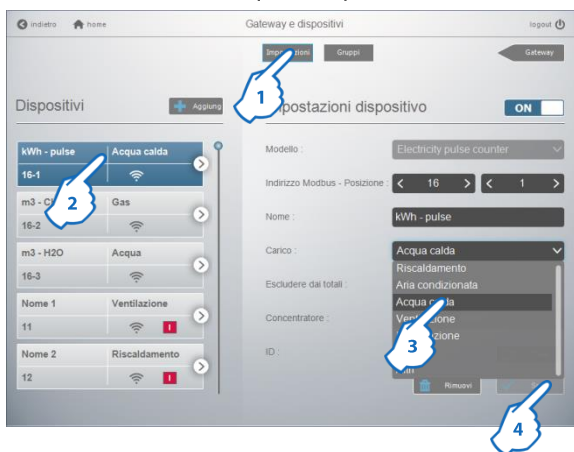 indietro home Gateway e dispositivi logout
Gruppi Gateway
1
Dispositivi Aggiung dispositivo ON
kWh - pulse Acqua calda
16-1
2
m3 - Gas
16-2
m3 - H2O Acqua
16-3
Nome 1 Ventilazione
11 I
Nome 2 Riscaldamento
12 I
Modello : Electricity pulse counter
Indirizzo Modbus - Posizione : < 16 > < 1 >
Nome : kWh - pulse
Carico : Acqua calda
Riscaldamento
Escludere dai totali : Aria condizionata
Acqua calda
Concentratore :
3
ID :
Rimuovi
4